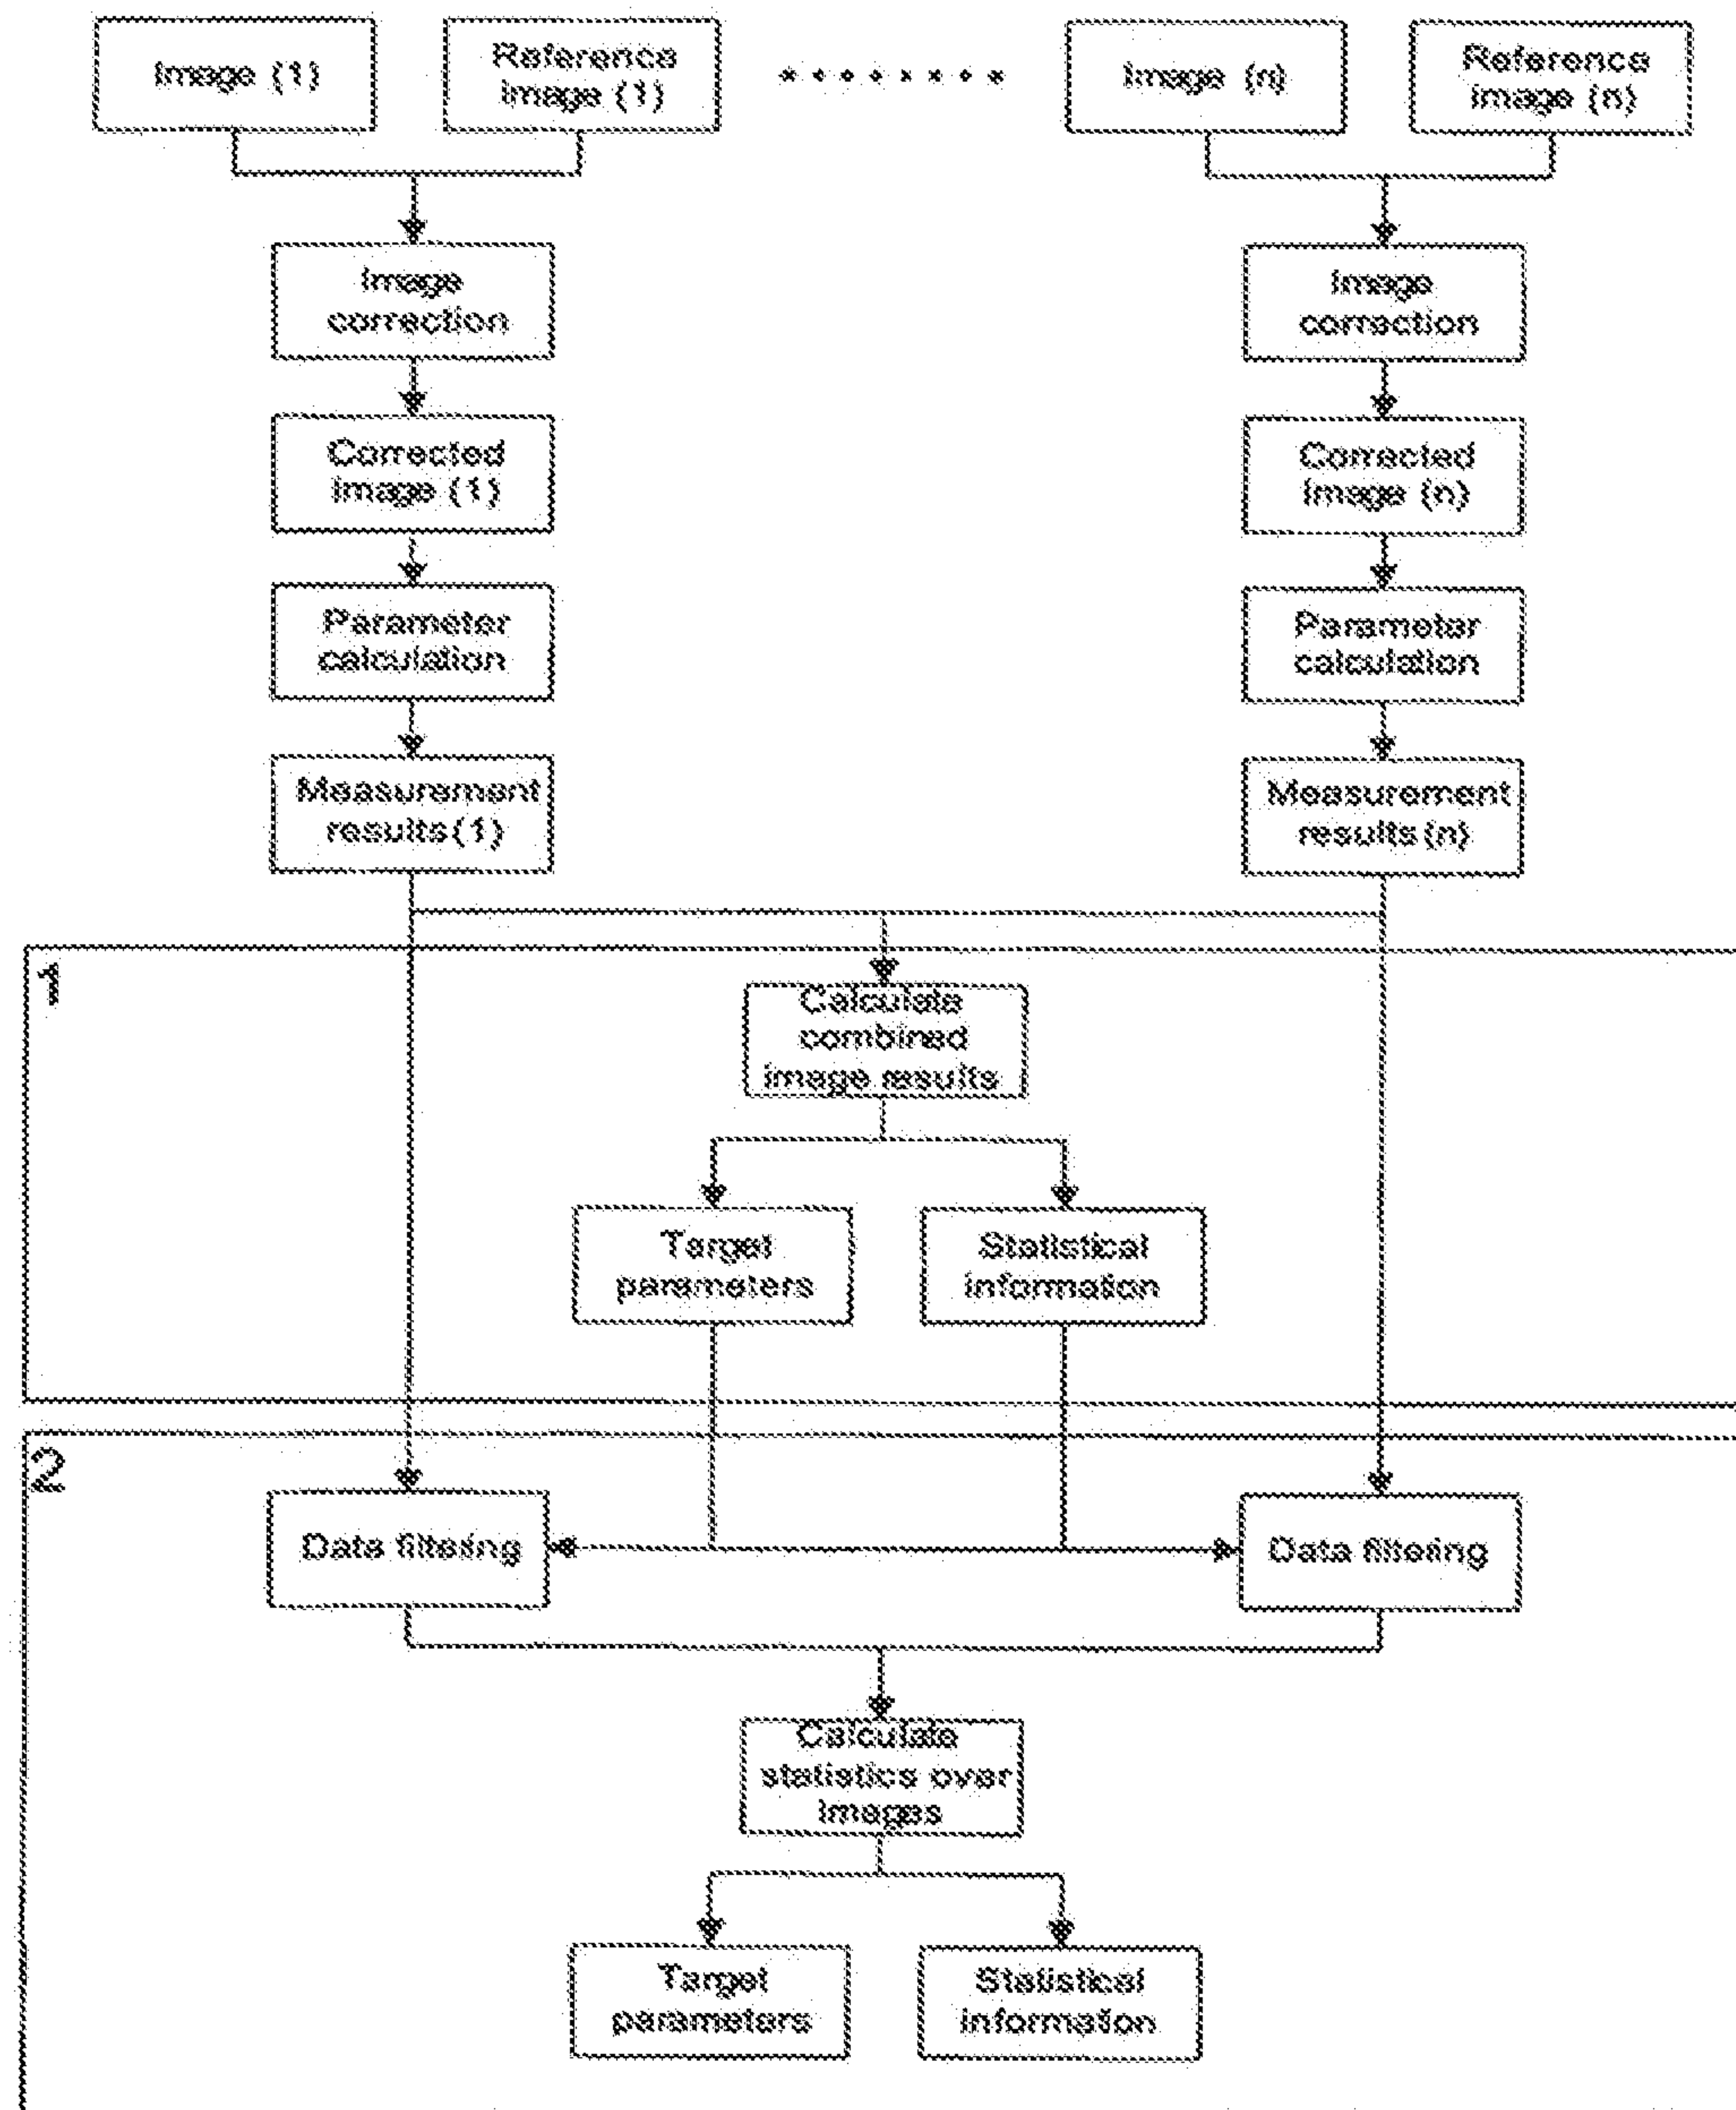 Image (1)
Reference
image (1)
Image (n)
Reference
image (n)
Image
correction
Image
correction
Corrected
image (1)
Corrected
image (n)
Parameter
calculation
Parameter
calculation
Measurement
results (1)
Measurement
results (n)
1
Calculate
combined
image results
Target
parameters
Statistical
information
2
Data filtering
Data filtering
Calculate
statistics over
images
Target
parameters
Statistical
information